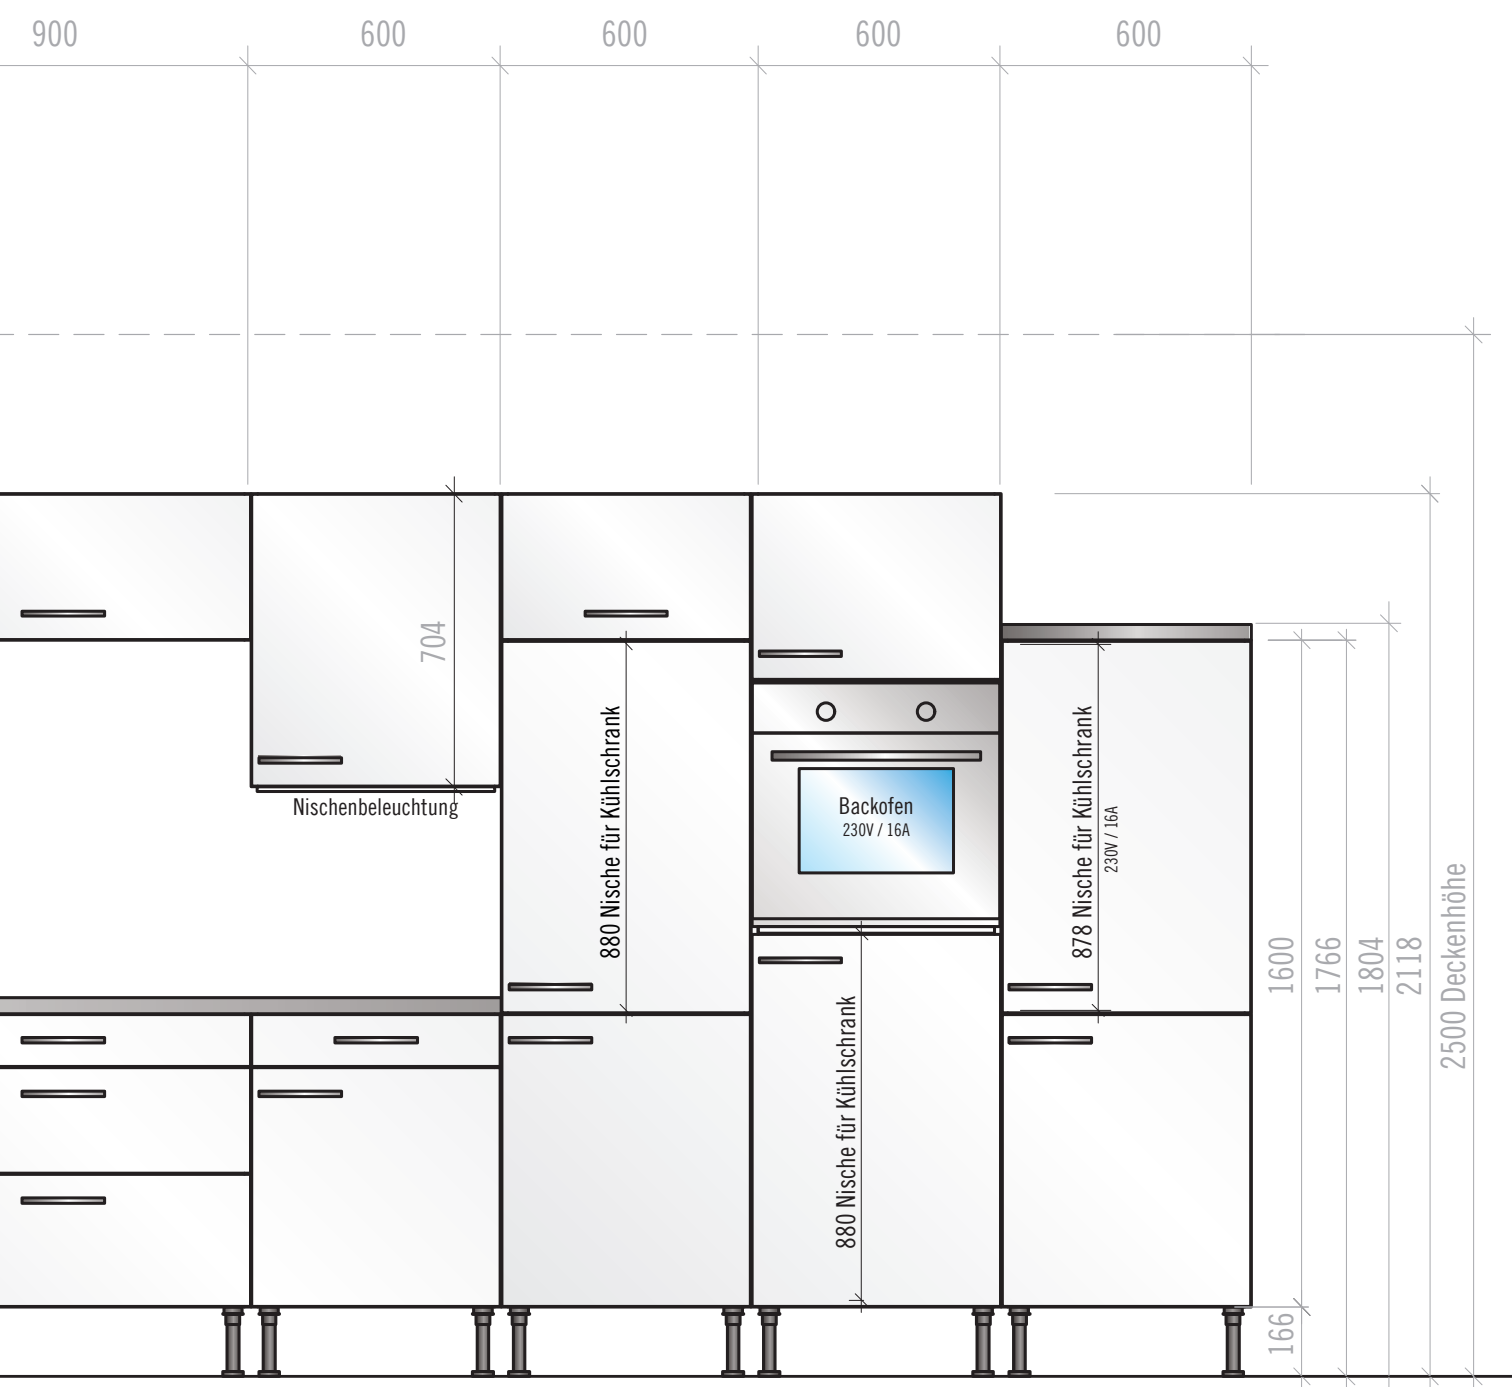 900
600
600
600
600
704
Nischenbeleuchtung
880 Nische für Kühlschrank
Backofen
230V / 16A
880 Nische für Kühlschrank
878 Nische für Kühlschrank
230V / 16A
1600
1766
1804
2118
2500 Deckenhöhe
166